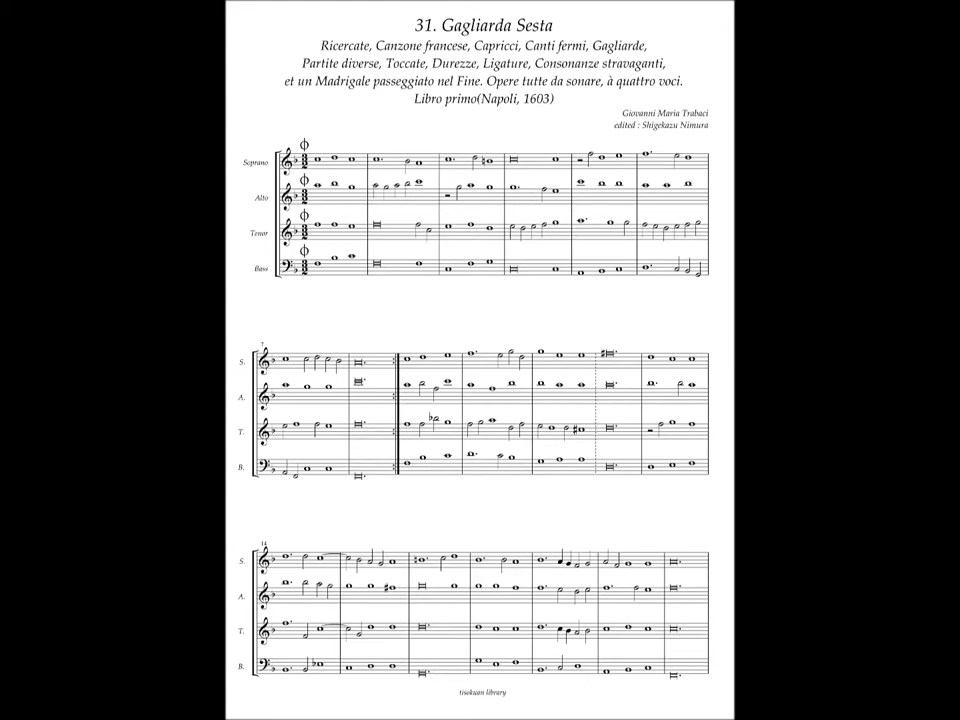 31. Gagliarda Sesta
Ricercate, Canzone francese, Capricci, Canti fermi, Gagliarde,
Partite diverse, Toccate, Durezze, Ligature, Consonanze stravaganti,
et un Madrigale passeggiato nel Fine. Opere tutte da sonare, à quattro voci.
Libro primo(Napoli, 1603)
Giovanni Maria Trabaci
edited : Shigekazu Nimura
Soprano
Alto
Tenor
Bass
7
S.
A.
T.
B.
14
S.
A.
T.
B.
tisekuan library